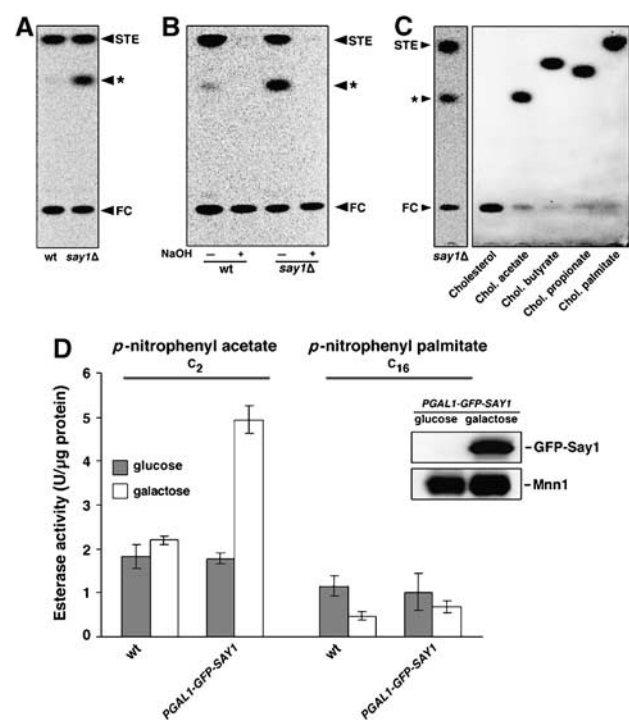 A
STE
*
FC
wt say1Δ
B
STE
*
FC
NaOH – + – +
wt say1Δ
C
STE
*
FC
say1Δ
Cholesterol
Chol. acetate
Chol. butyrate
Chol. propionate
Chol. palmitate
D
p-nitrophenyl acetate
C2
p-nitrophenyl palmitate
C16
Esterase activity (U/µg protein)
6
5
4
3
2
1
0
glucose
galactose
PGAL1-GFP-SAY1
glucose galactose
GFP-Say1
Mnn1
wt
PGAL1-GFP-SAY1
wt
PGAL1-GFP-SAY1